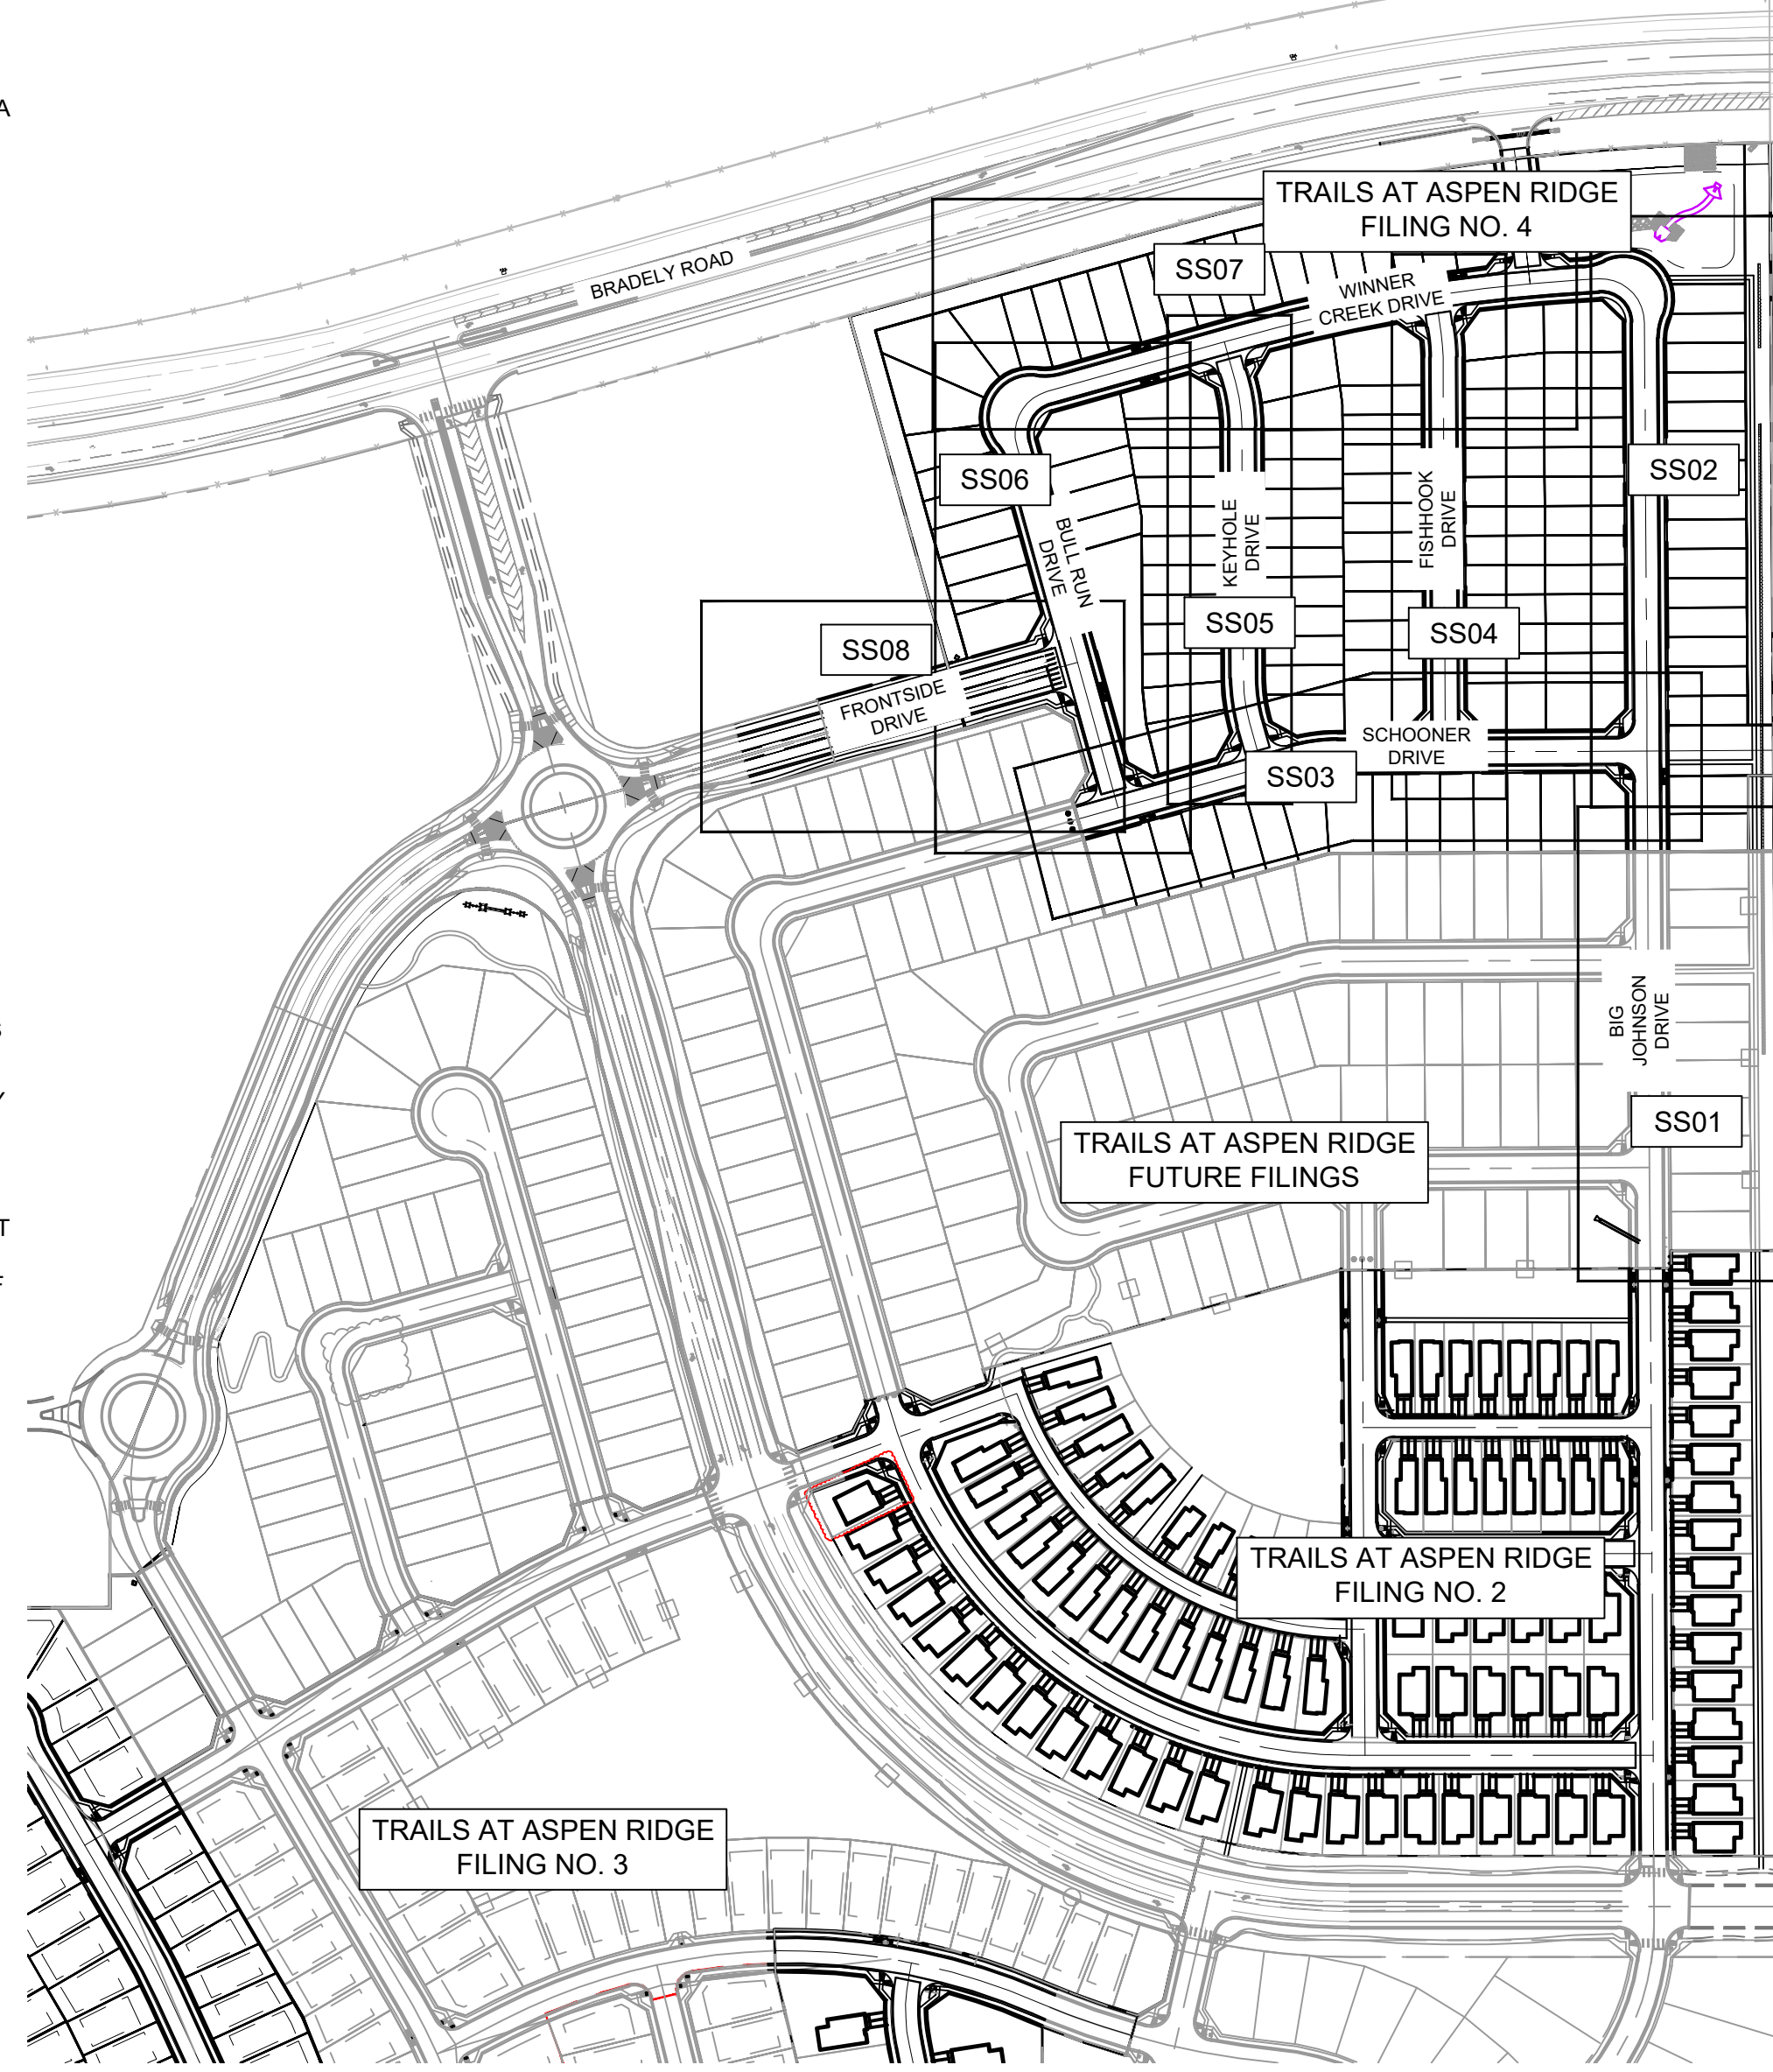 A
BRADELY ROAD
TRAILS AT ASPEN RIDGE
FILING NO. 4
SS07
WINNER
CREEK DRIVE
SS06
SS02
BULL RUN
DRIVE
KEYHOLE
DRIVE
FISHHOOK
DRIVE
SS05
SS04
SS08
FRONTSIDE
DRIVE
SCHOONER
DRIVE
SS03
BIG
JOHNSON
DRIVE
SS01
TRAILS AT ASPEN RIDGE
FUTURE FILINGS
T
TRAILS AT ASPEN RIDGE
FILING NO. 2
TRAILS AT ASPEN RIDGE
FILING NO. 3